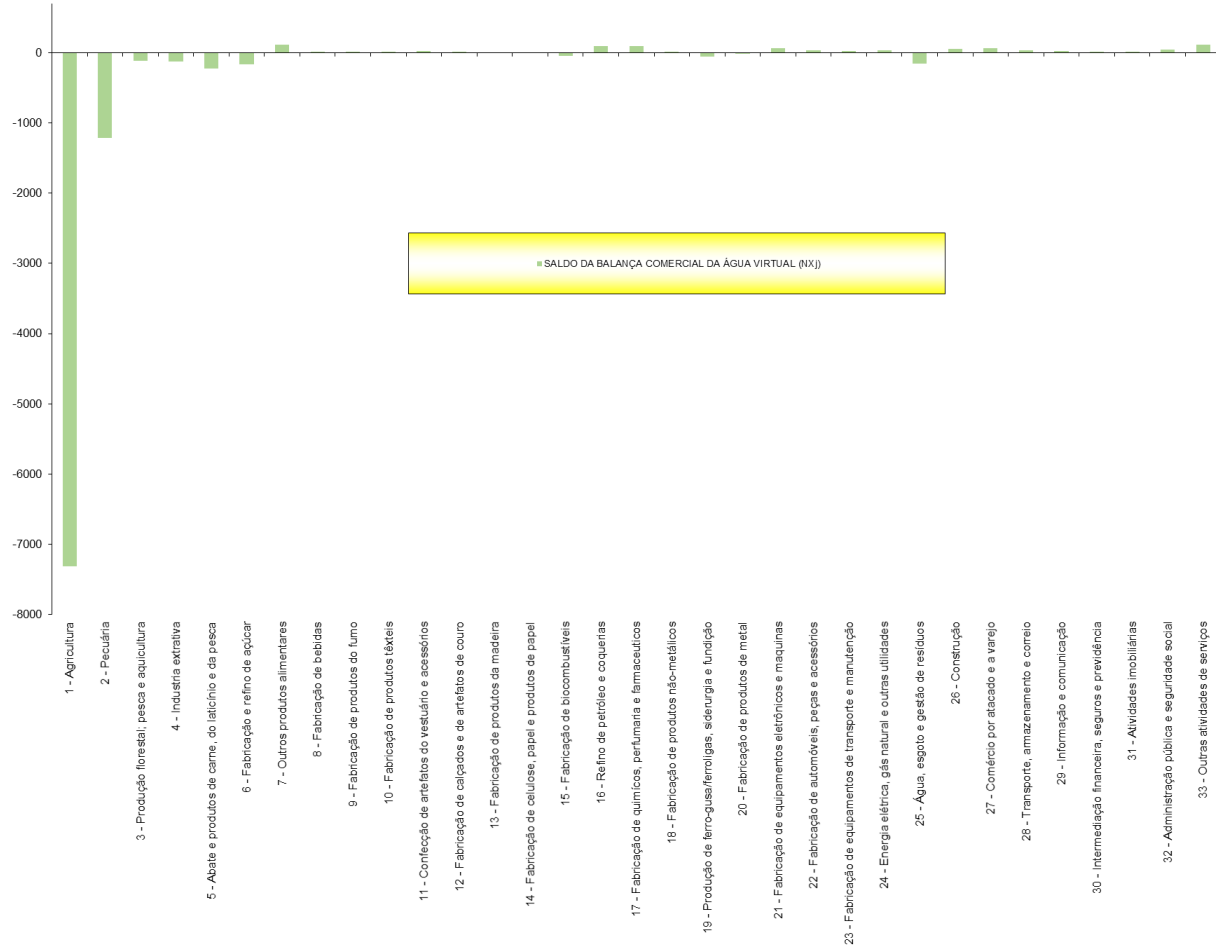 0
-1000
-2000
-3000
-4000
-5000
-6000
-7000
-8000
SALDO DA BALANÇA COMERCIAL DA ÁGUA VIRTUAL (NXj)
1 - Agricultura
2 - Pecuária
3 - Produção florestal; pesca e aquicultura
4 - Industria extrativa
5 - Abate e produtos de carne, do laticínio e da pesca
6 - Fabricação e refino de açúcar
7 - Outros produtos alimentares
8 - Fabricação de bebidas
9 - Fabricação de produtos do fumo
10 - Fabricação de produtos têxteis
11 - Confecção de artefatos do vestuário e acessórios
12 - Fabricação de calçados e de artefatos de couro
13 - Fabricação de produtos da madeira
14 - Fabricação de celulose, papel e produtos de papel
15 - Fabricação de biocombustíveis
16 - Refino de petróleo e coquerias
17 - Fabricação de químicos, perfumaria e farmaceuticos
18 - Fabricação de produtos não-metálicos
19 - Produção de ferro-gusa/ferroligas, siderurgia e fundição
20 - Fabricação de produtos de metal
21 - Fabricação de equipamentos eletrônicos e maquinas
22 - Fabricação de automóveis, peças e acessórios
23 - Fabricação de equipamentos de transporte e manutenção
24 - Energia elétrica, gás natural e outras utilidades
25 - Água, esgoto e gestão de resíduos
26 - Construção
27 - Comércio por atacado e a varejo
28 - Transporte, armazenamento e correio
29 - Informação e comunicação
30 - Intermediação financeira, seguros e previdência
31 - Atividades imobiliárias
32 - Administração pública e seguridade social
33 - Outras atividades de serviços